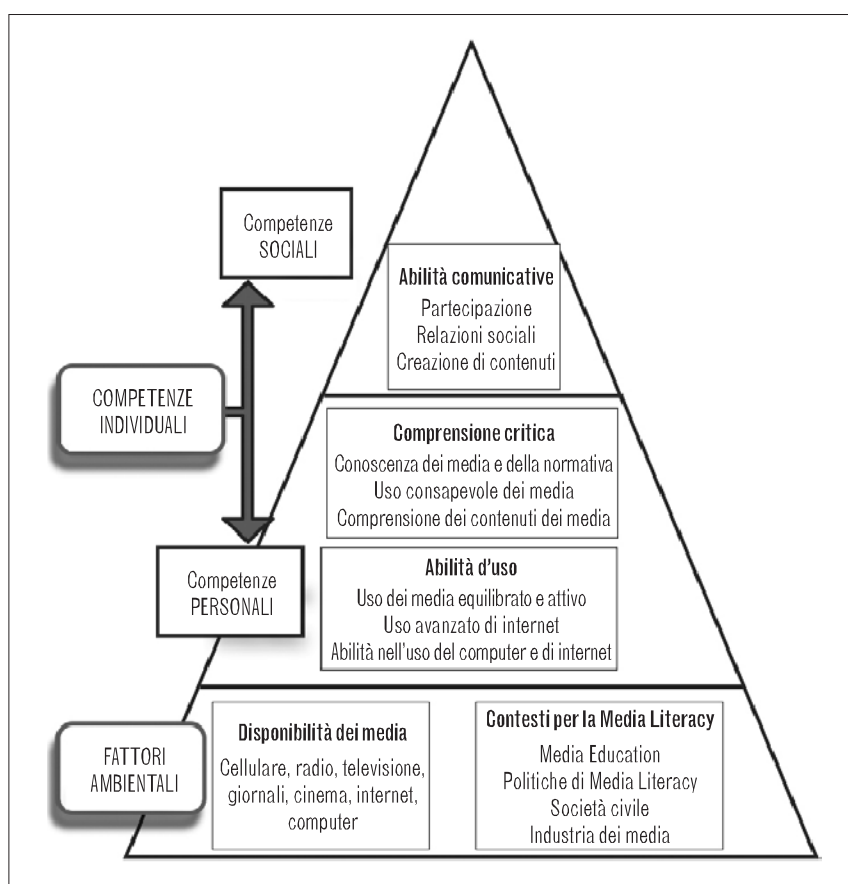 Competenze
SOCIALI
Abilità comunicative
Partecipazione
Relazioni sociali
Creazione di contenuti
COMPETENZE
INDIVIDUALI
Comprensione critica
Conoscenza dei media e della normativa
Uso consapevole dei media
Comprensione dei contenuti dei media
Competenze
PERSONALI
Abilità d'uso
Uso dei media equilibrato e attivo
Uso avanzato di internet
Abilità nell'uso del computer e di internet
FATTORI
AMBIENTALI
Disponibilità dei media
Cellulare, radio, televisione,
giornali, cinema, internet,
computer
Contesti per la Media Literacy
Media Education
Politiche di Media Literacy
Società civile
Industria dei media